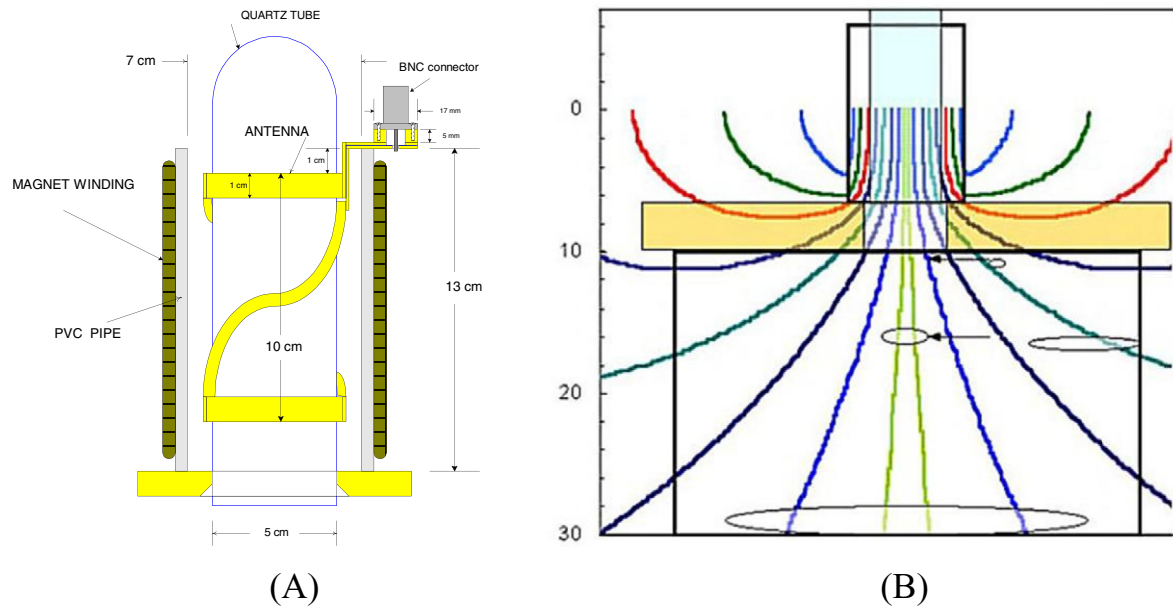 QUARTZ TUBE
7 cm
BNC connector
17 mm
5 mm
ANTENNA
1 cm
1 cm
MAGNET WINDING
13 cm
PVC PIPE
10 cm
5 cm
(A)
0
10
20
30
(B)